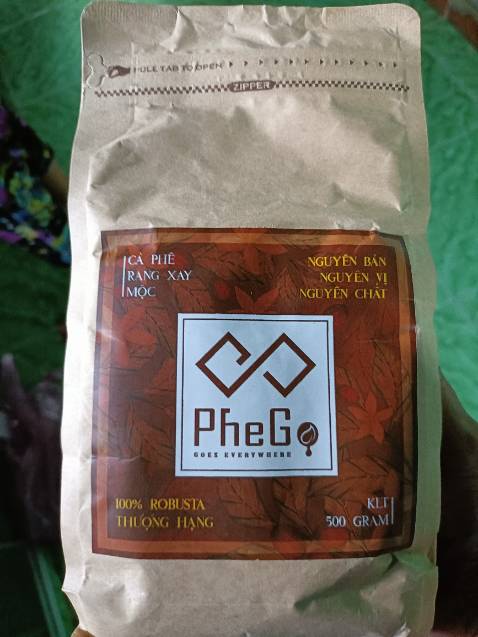 PULL TAB TO OPEN
ZIPPER
CÀ PHÊ
RANG XAY
MỘC
NGUYÊN BẢN
NGUYÊN VỊ
NGUYÊN CHẤT
PheGo
GOES EVERYWHERE
100% ROBUSTA
THƯỢNG HẠNG
KLT
500 GRAM